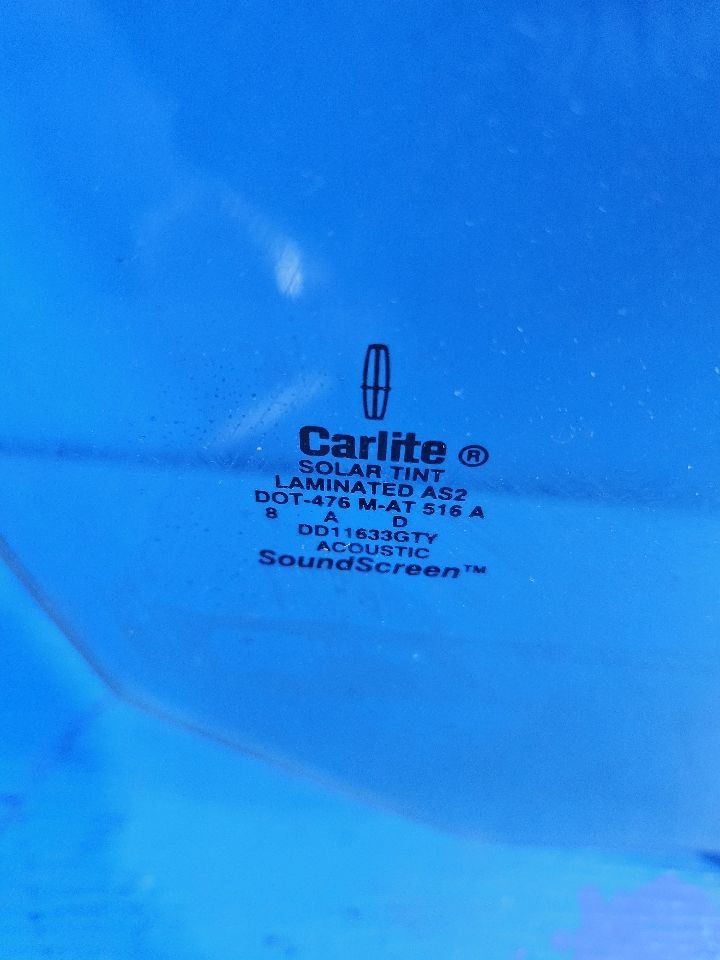 Carlite ®
SOLAR TINT
LAMINATED AS2
DOT-476 M-AT 516 A
8 A D
DD11633GTY
ACOUSTIC
SoundScreen™